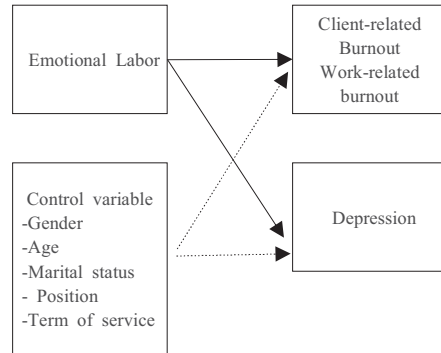 Emotional Labor
Client-related
Burnout
Work-related
burnout
Control variable
-Gender
-Age
-Marital status
- Position
-Term of service
Depression